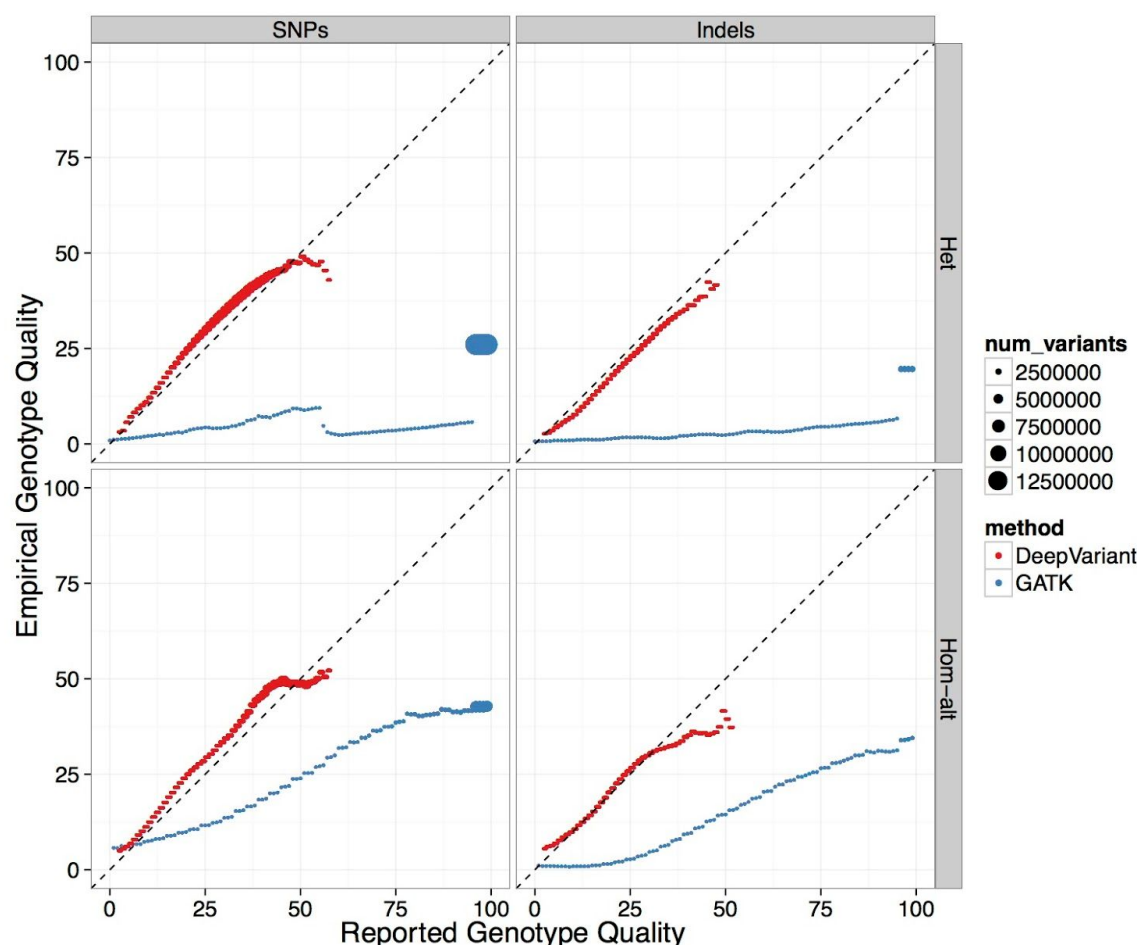 SNPs
Indels
100
75
50
25
0
Het
100
75
50
25
0
Hom-alt
Empirical Genotype Quality
0 25 50 75 100
0 25 50 75 100
Reported Genotype Quality
num_variants
2500000
5000000
7500000
10000000
12500000
method
DeepVariant
GATK